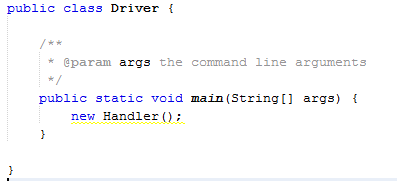 public class Driver {
/**
* @param args the command line arguments
*/
public static void main(String[] args) {
new Handler();
}
}